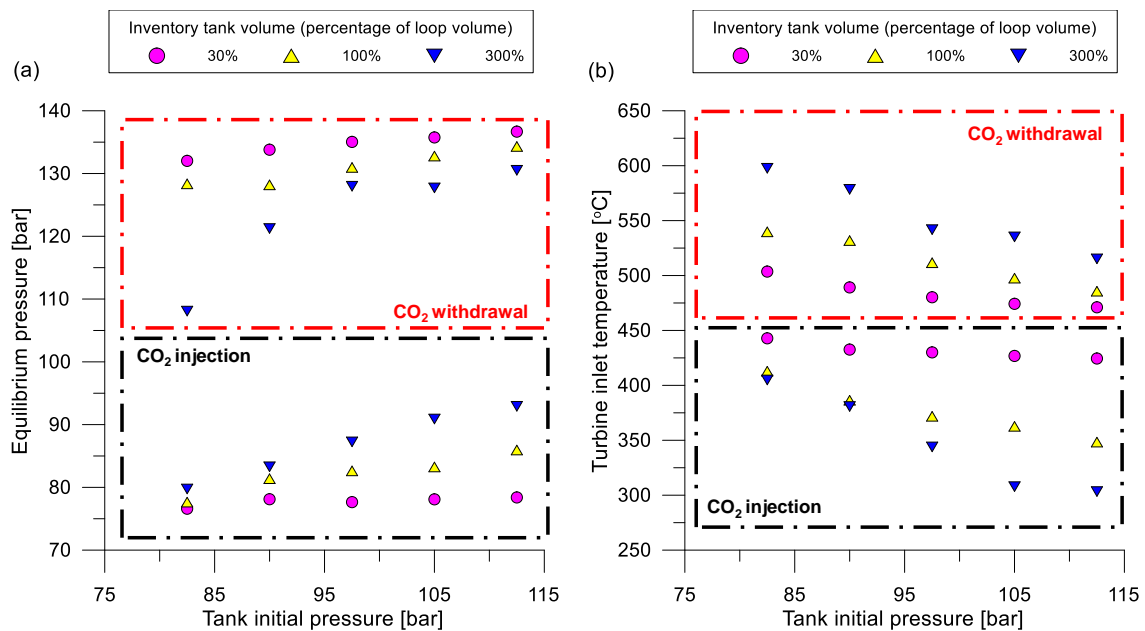 Inventory tank volume (percentage of loop volume)
30% 100% 300%
(a)
140
130
120
110
100
90
80
70
Equilibrium pressure [bar]
CO2 withdrawal
CO2 injection
75 85 95 105 115
Tank initial pressure [bar]
Inventory tank volume (percentage of loop volume)
30% 100% 300%
(b)
650
600
550
500
450
400
350
300
250
Turbine inlet temperature [oC]
CO2 withdrawal
CO2 injection
75 85 95 105 115
Tank initial pressure [bar]